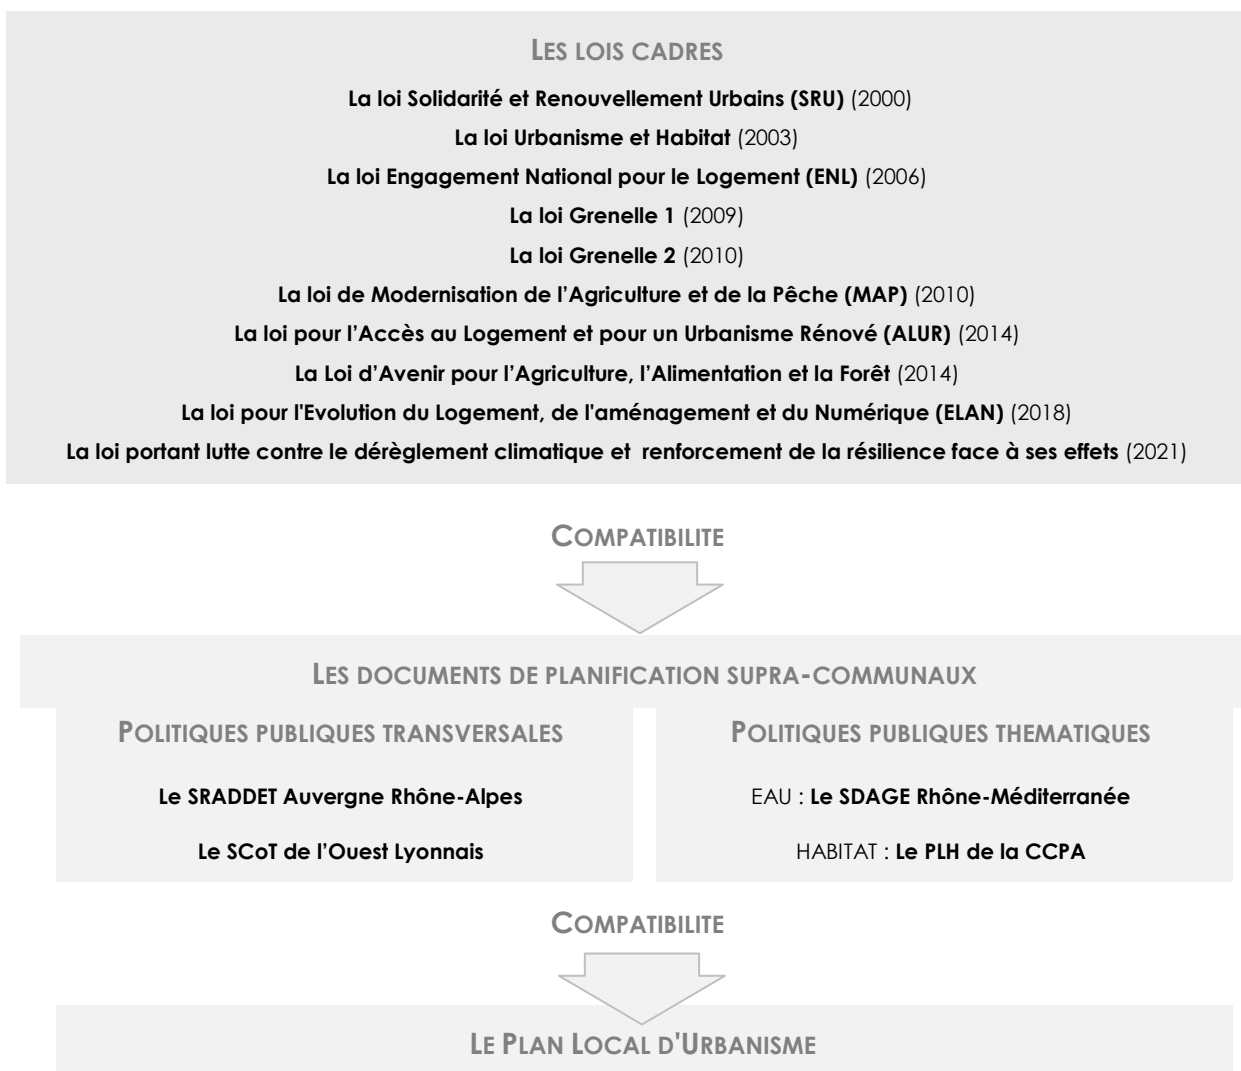 LES LOIS CADRES
La loi Solidarité et Renouvellement Urbains (SRU) (2000)
La loi Urbanisme et Habitat (2003)
La loi Engagement National pour le Logement (ENL) (2006)
La loi Grenelle 1 (2009)
La loi Grenelle 2 (2010)
La loi de Modernisation de l’Agriculture et de la Pêche (MAP) (2010)
La loi pour l’Accès au Logement et pour un Urbanisme Rénové (ALUR) (2014)
La Loi d’Avenir pour l’Agriculture, l’Alimentation et la Forêt (2014)
La loi pour l'Evolution du Logement, de l'aménagement et du Numérique (ELAN) (2018)
La loi portant lutte contre le dérèglement climatique et renforcement de la résilience face à ses effets (2021)
COMPATIBILITE
LES DOCUMENTS DE PLANIFICATION SUPRA-COMMUNAUX
POLITIQUES PUBLIQUES TRANSVERSALES
Le SRADDET Auvergne Rhône-Alpes
Le SCoT de l’Ouest Lyonnais
POLITIQUES PUBLIQUES THEMATIQUES
EAU : Le SDAGE Rhône-Méditerranée
HABITAT : Le PLH de la CCPA
COMPATIBILITE
LE PLAN LOCAL D'URBANISME